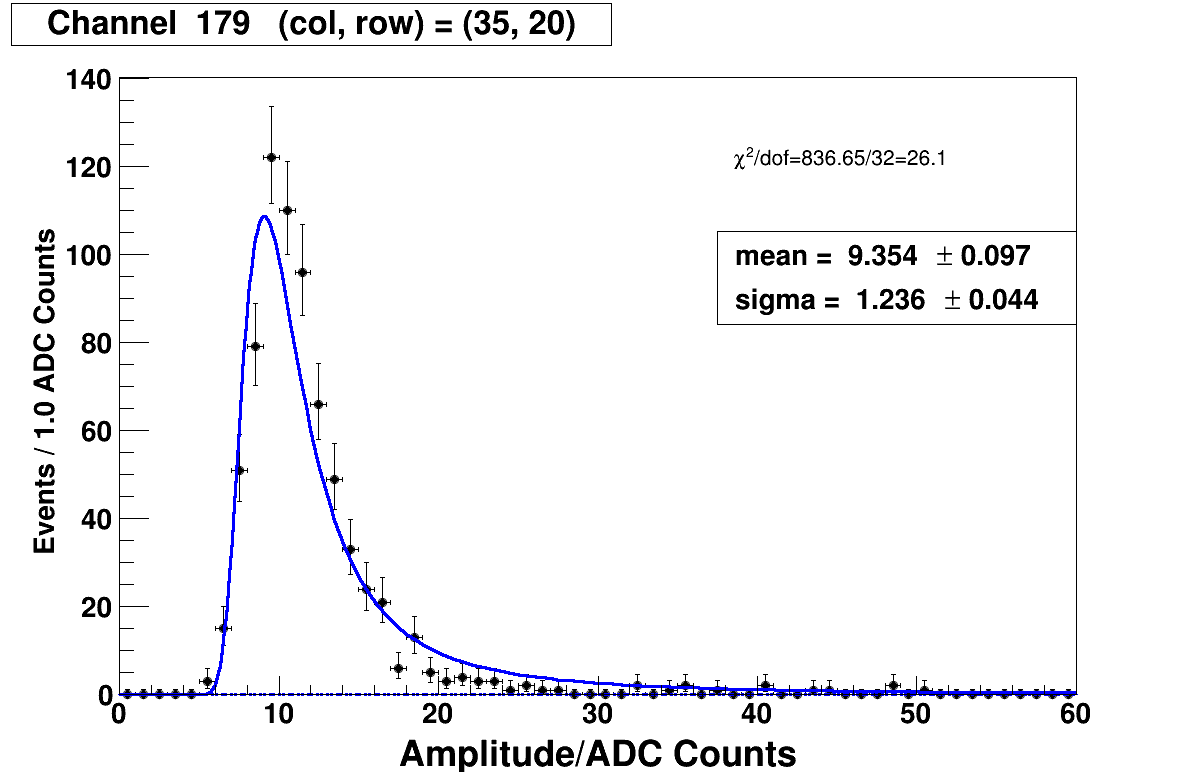 Channel  179   (col, row) = (35, 20)
140
120
100
80
60
40
20
0
Events / 1.0 ADC Counts
χ²/dof=836.65/32=26.1
mean =  9.354  ± 0.097
sigma =  1.236  ± 0.044
0 10 20 30 40 50 60
Amplitude/ADC Counts